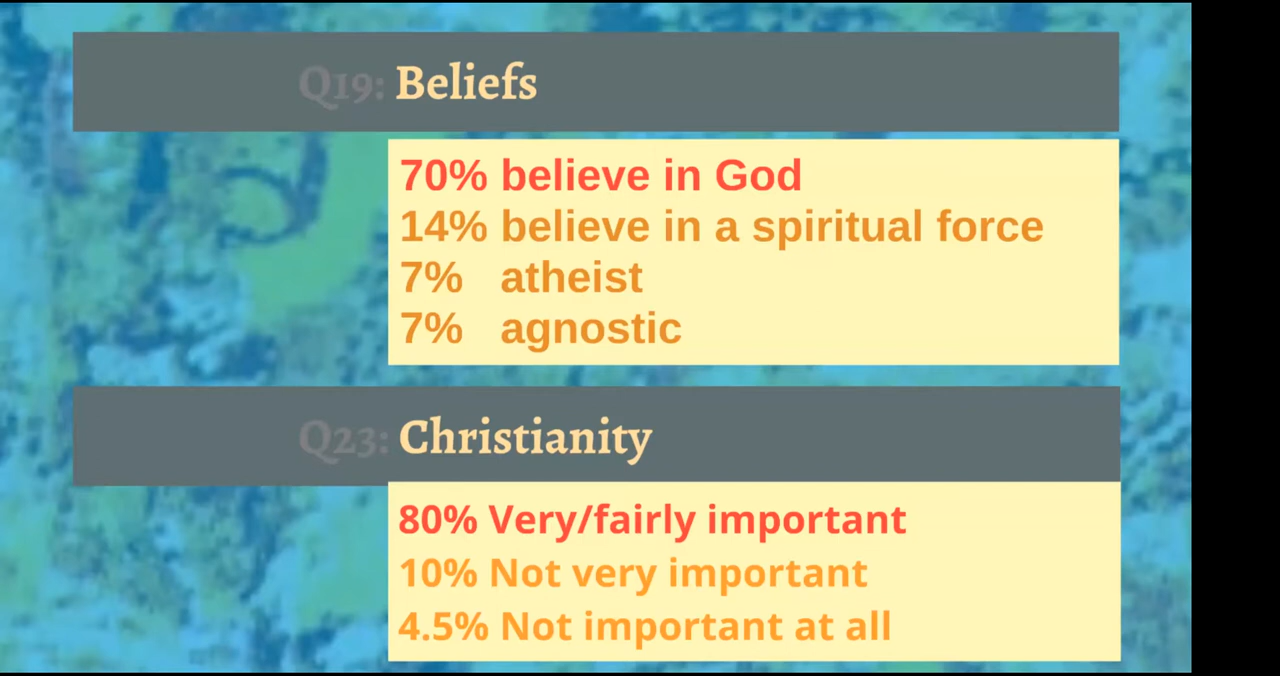 Q19: Beliefs
70% believe in God
14% believe in a spiritual force
7% atheist
7% agnostic
Q23: Christianity
80% Very/fairly important
10% Not very important
4.5% Not important at all